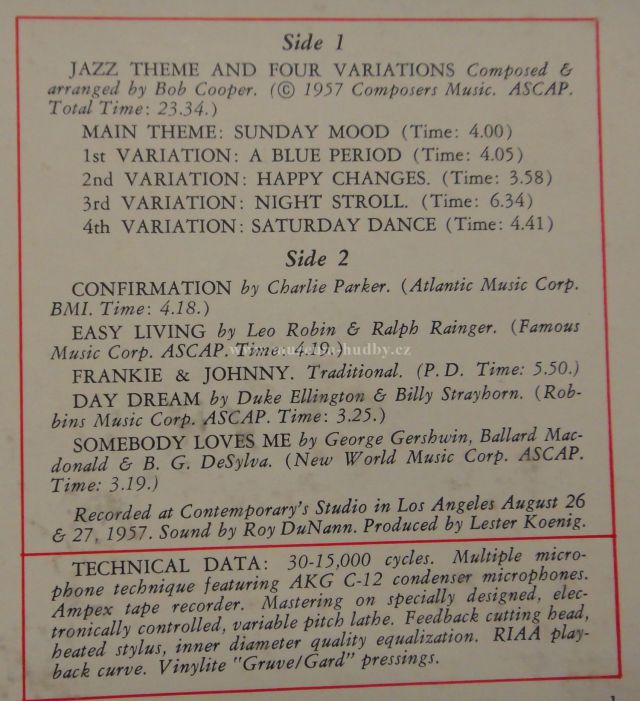 Side 1
JAZZ THEME AND FOUR VARIATIONS Composed &
arranged by Bob Cooper. (© 1957 Composers Music. ASCAP.
Total Time: 23.34.)
MAIN THEME: SUNDAY MOOD (Time: 4.00)
1st VARIATION: A BLUE PERIOD (Time: 4.05)
2nd VARIATION: HAPPY CHANGES. (Time: 3.58)
3rd VARIATION: NIGHT STROLL. (Time: 6.34)
4th VARIATION: SATURDAY DANCE (Time: 4.41)
Side 2
CONFIRMATION by Charlie Parker. (Atlantic Music Corp.
BMI. Time: 4.18.)
EASY LIVING by Leo Robin & Ralph Rainger. (Famous
Music Corp. ASCAP. Time: 4.19.)
FRANKIE & JOHNNY. Traditional. (P.D. Time: 5.50.)
DAY DREAM by Duke Ellington & Billy Strayhorn. (Rob-
bins Music Corp. ASCAP. Time: 3.25.)
SOMEBODY LOVES ME by George Gershwin, Ballard Mac-
donald & B. G. DeSylva. (New World Music Corp. ASCAP.
Time: 3.19.)
Recorded at Contemporary's Studio in Los Angeles August 26
& 27, 1957. Sound by Roy DuNann. Produced by Lester Koenig.
TECHNICAL DATA: 30-15,000 cycles. Multiple micro-
phone technique featuring AKG C-12 condenser microphones.
Ampex tape recorder. Mastering on specially designed, elec-
tronically controlled, variable pitch lathe. Feedback cutting head,
heated stylus, inner diameter quality equalization. RIAA play-
back curve. Vinylite "Gruve/Gard" pressings.